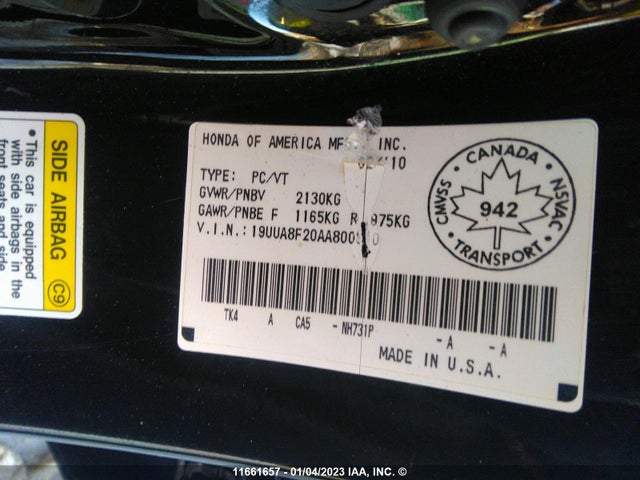 HONDA OF AMERICA INC.
TYPE: PC/VT
GVWR/PNBV 2130KG
GAWR/PNBE F 1165KG R 975KG
V.I.N.:
TK4 A CA5 - NH731P - A - A
MADE IN U.S.A.
CANADA
CMVSS 942 NSVAC
TRANSPORT
SIDE AIRBAG C9
• This car is equipped
with side airbags in the
front seats and side
11661657 - 01/04/2023 IAA, INC. ©